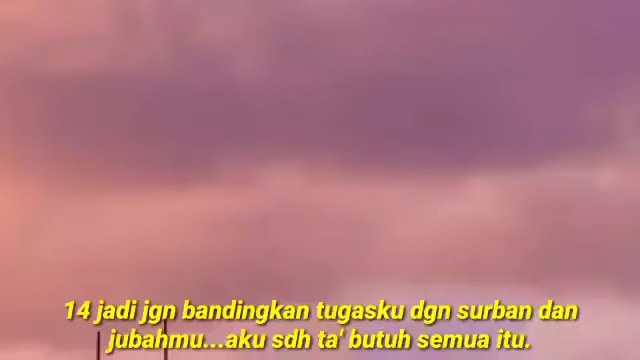 14 jadi jgn bandingkan tugasku dgn surban dan
jubahmu...aku sdh ta' butuh semua itu.